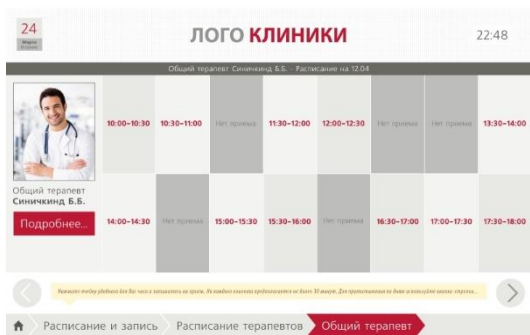 24
Марта
ЛОГО КЛИНИКИ
22:48
Общий терапевт Синичкинд Б.Б. - Расписание на 12.04
10:00-10:30 10:30-11:00 Нет приема 11:30-12:00 12:00-12:30 Нет приема Нет приема 13:30-14:00
Общий терапевт
Синичкинд Б.Б.
Подробнее...
14:00-14:30 Нет приема 15:00-15:30 15:30-16:00 Нет приема 16:30-17:00 17:00-17:30 17:30-18:00
Расписание и запись Расписание терапевтов Общий терапевт